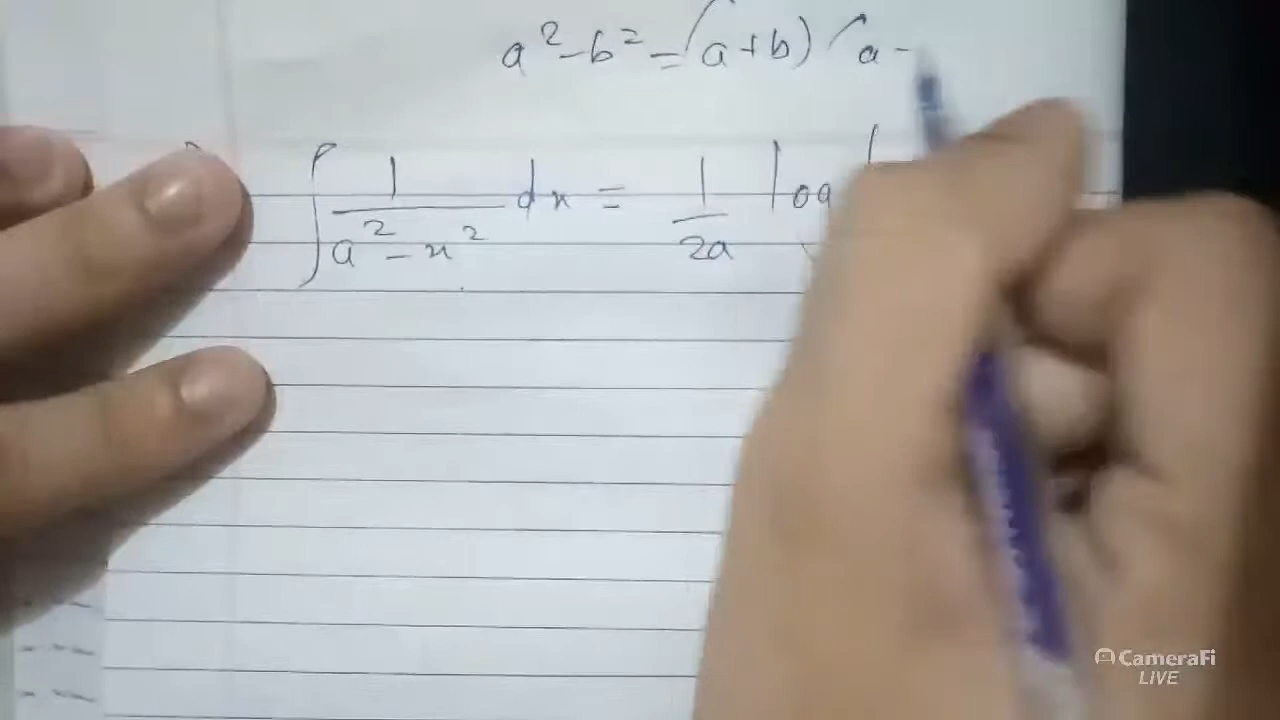 a² - b² = (a + b) (a -
∫ 1/(a² - x²) dx = 1/2a log |
CameraFi
LIVE